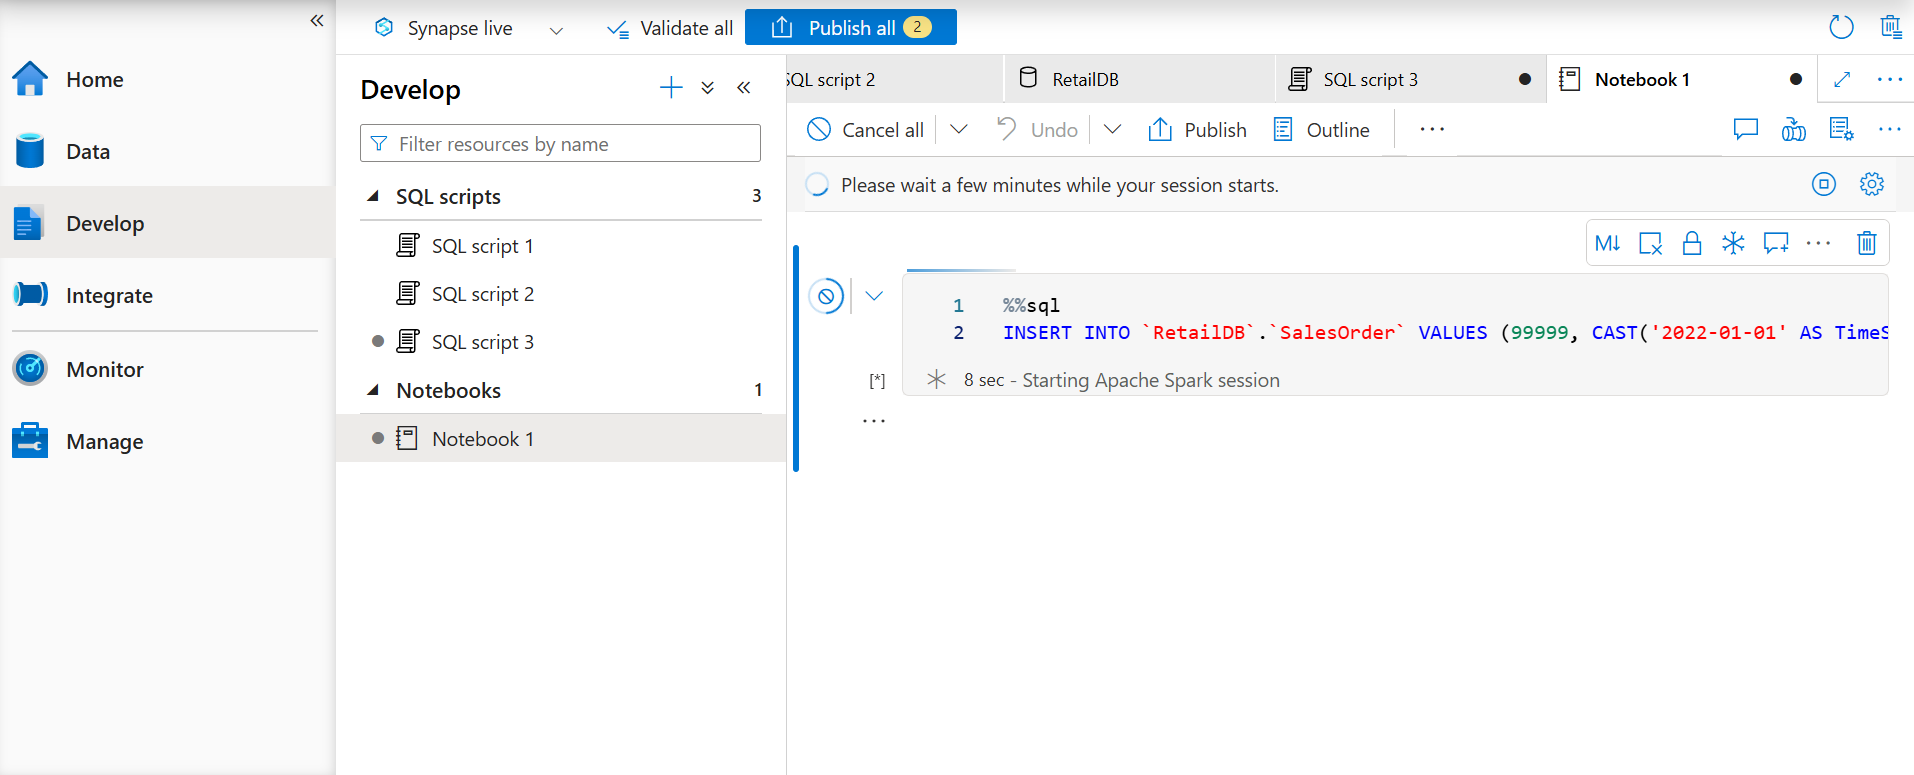 Synapse live
Validate all
Publish all 2
Home
Data
Develop
Integrate
Monitor
Manage
Develop
Filter resources by name
SQL scripts 3
SQL script 1
SQL script 2
SQL script 3
Notebooks 1
Notebook 1
SQL script 2
RetailDB
SQL script 3
Notebook 1
Cancel all
Undo
Publish
Outline
Please wait a few minutes while your session starts.
M↓
1 %%sql
2 INSERT INTO `RetailDB`.`SalesOrder` VALUES (99999, CAST('2022-01-01' AS TimeS
[*]
8 sec - Starting Apache Spark session